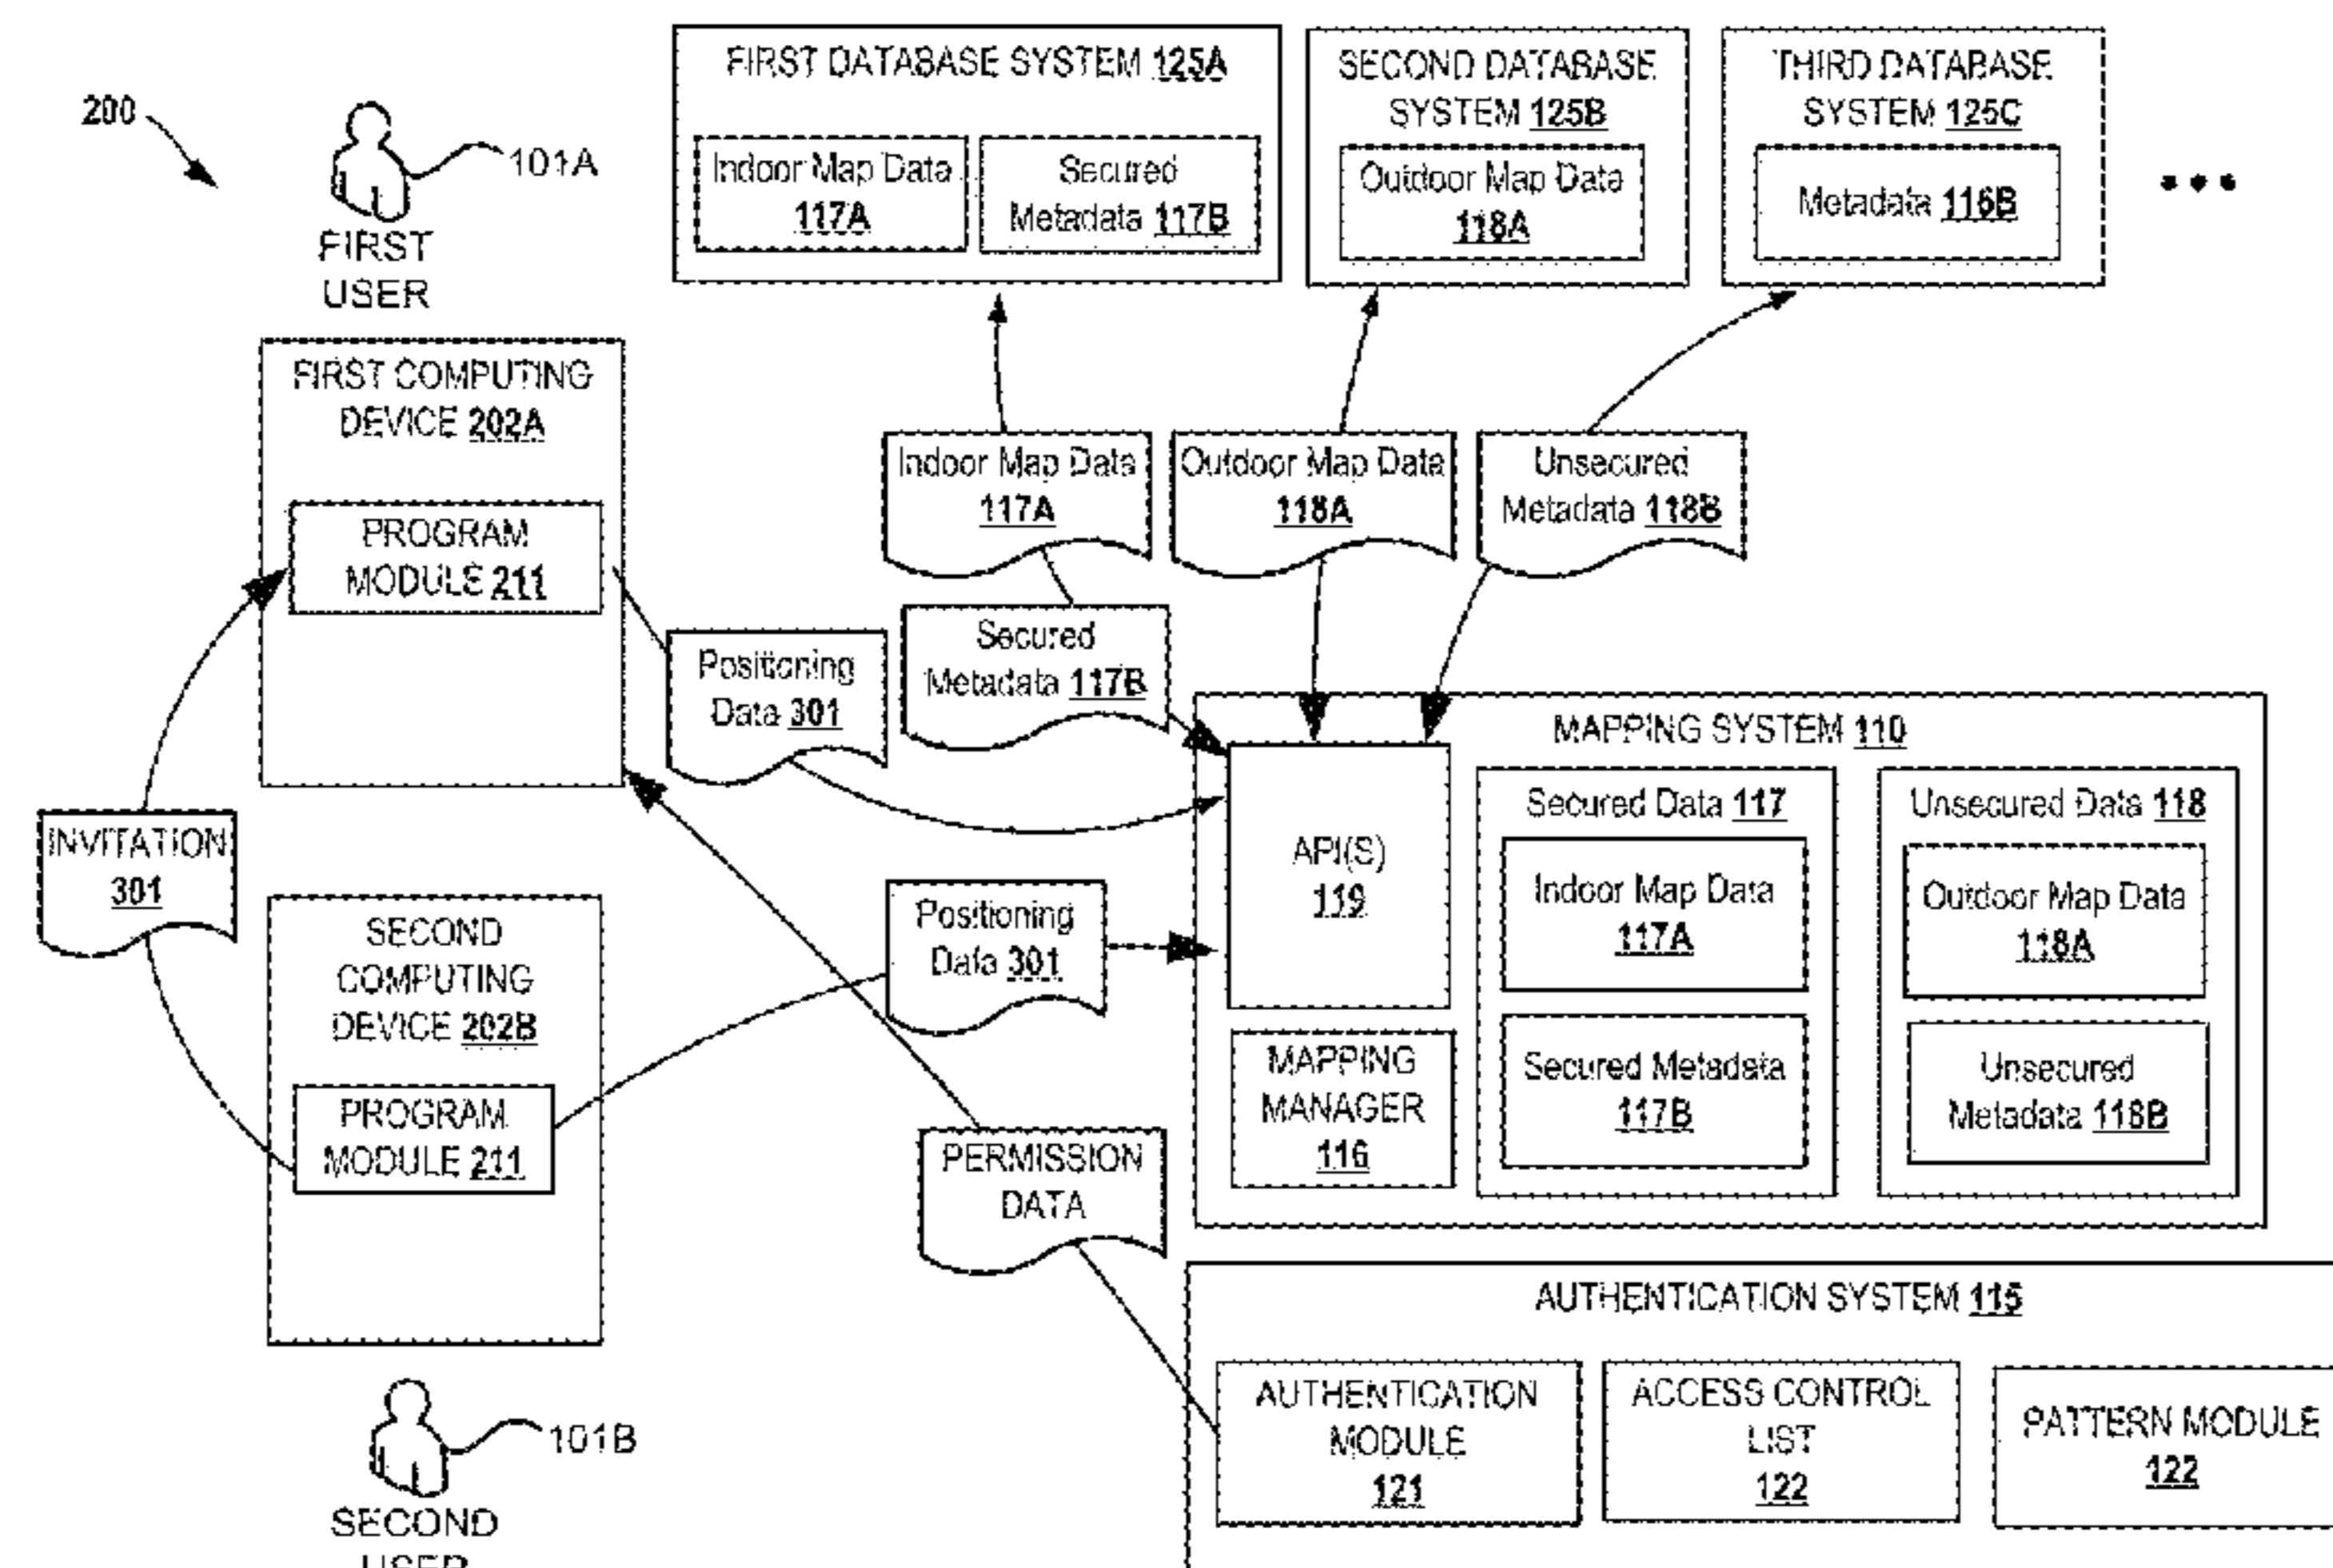 200
101A
FIRST
USER
FIRST DATABASE SYSTEM 125A
Indoor Map Data
117A
Secured
Metadata 117B
SECOND DATABASE
SYSTEM 125B
Outdoor Map Data
118A
THIRD DATABASE
SYSTEM 125C
Metadata 116B
FIRST COMPUTING
DEVICE 202A
PROGRAM
MODULE 211
Indoor Map Data
117A
Outdoor Map Data
118A
Unsecured
Metadata 118B
Positioning
Data 301
Secured
Metadata 117B
INVITATION
301
SECOND
COMPUTING
DEVICE 202B
PROGRAM
MODULE 211
Positioning
Data 301
MAPPING SYSTEM 110
API(S)
119
MAPPING
MANAGER
116
Secured Data 117
Indoor Map Data
117A
Secured Metadata
117B
Unsecured Data 118
Outdoor Map Data
118A
Unsecured
Metadata 118B
PERMISSION
DATA
AUTHENTICATION SYSTEM 115
AUTHENTICATION
MODULE
121
ACCESS CONTROL
LIST
122
PATTERN MODULE
122
101B
SECOND
USER